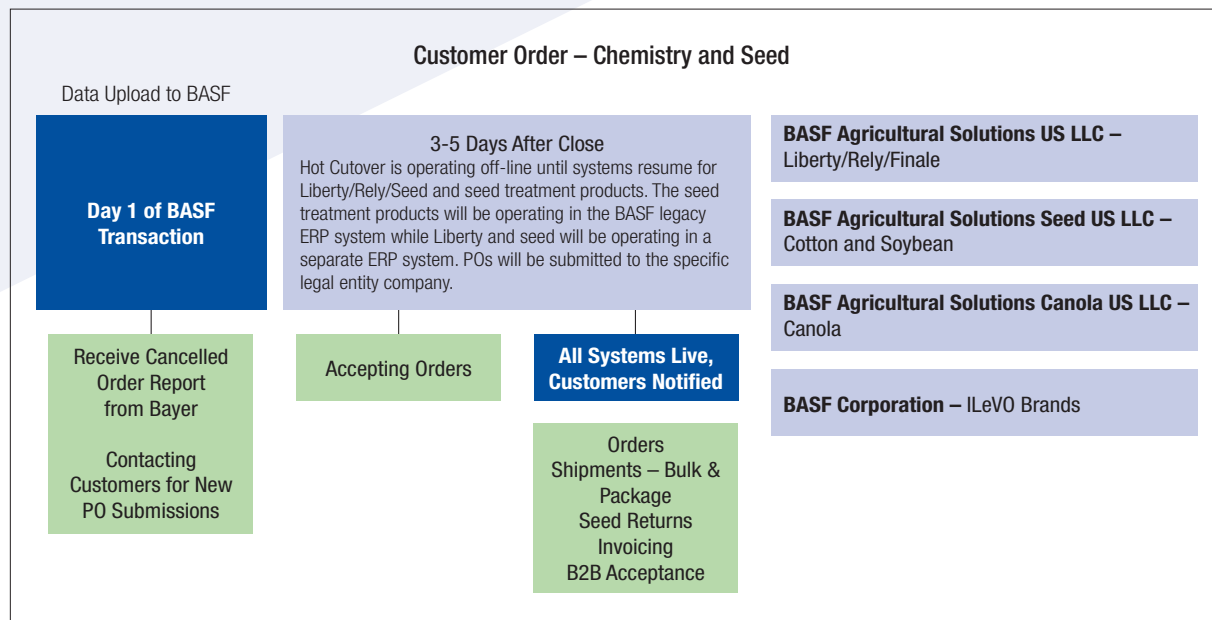 Customer Order – Chemistry and Seed
Data Upload to BASF
Day 1 of BASF
Transaction
Receive Cancelled
Order Report
from Bayer
Contacting
Customers for New
PO Submissions
3-5 Days After Close
Hot Cutover is operating off-line until systems resume for
Liberty/Rely/Seed and seed treatment products. The seed
treatment products will be operating in the BASF legacy
ERP system while Liberty and seed will be operating in a
separate ERP system. POs will be submitted to the specific
legal entity company.
Accepting Orders
All Systems Live,
Customers Notified
Orders
Shipments – Bulk &
Package
Seed Returns
Invoicing
B2B Acceptance
BASF Agricultural Solutions US LLC –
Liberty/Rely/Finale
BASF Agricultural Solutions Seed US LLC –
Cotton and Soybean
BASF Agricultural Solutions Canola US LLC –
Canola
BASF Corporation – ILeVO Brands